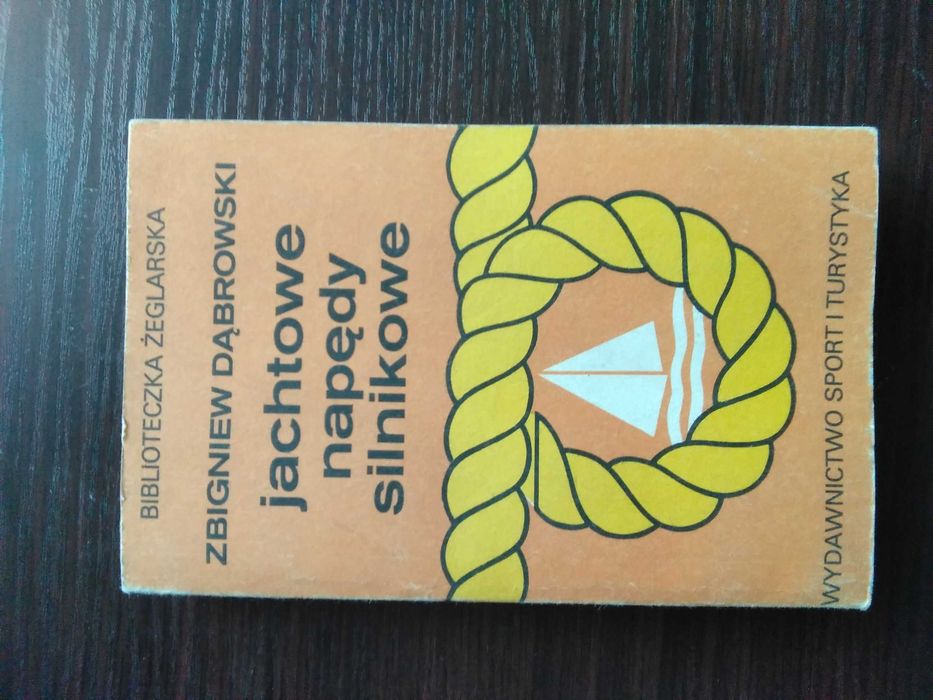 BIBLIOTECZKA ŻEGLARSKA
ZBIGNIEW DĄBROWSKI
jachtowe
napędy
silnikowe
WYDAWNICTWO SPORT I TURYSTYKA